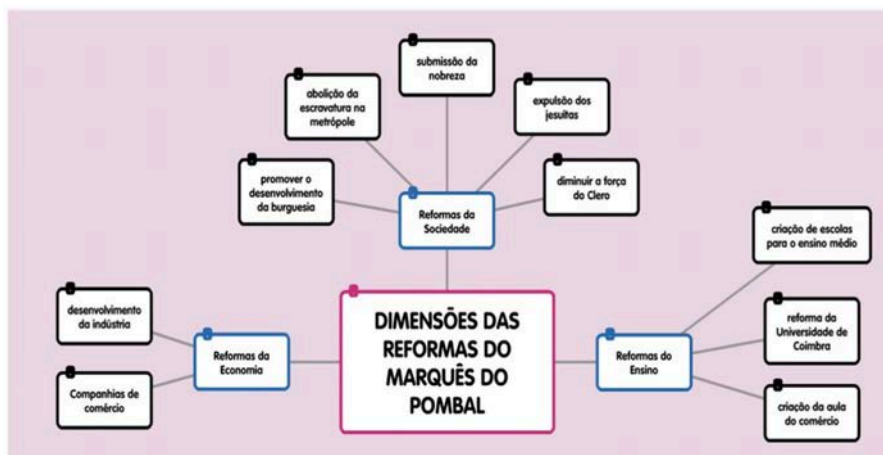 submissão da
nobreza
abolição da
escravatura na
metrópole
expulsão dos
jesuítas
promover o
desenvolvimento
da burguesia
diminuir a força
do Clero
Reformas da
Sociedade
criação de escolas
para o ensino médio
desenvolvimento
da indústria
DIMENSÕES DAS
REFORMAS DO
MARQUÊS DO
POMBAL
reforma da
Universidade de
Coimbra
Reformas da
Economia
Reformas do
Ensino
Companhias de
comércio
criação da aula
do comércio